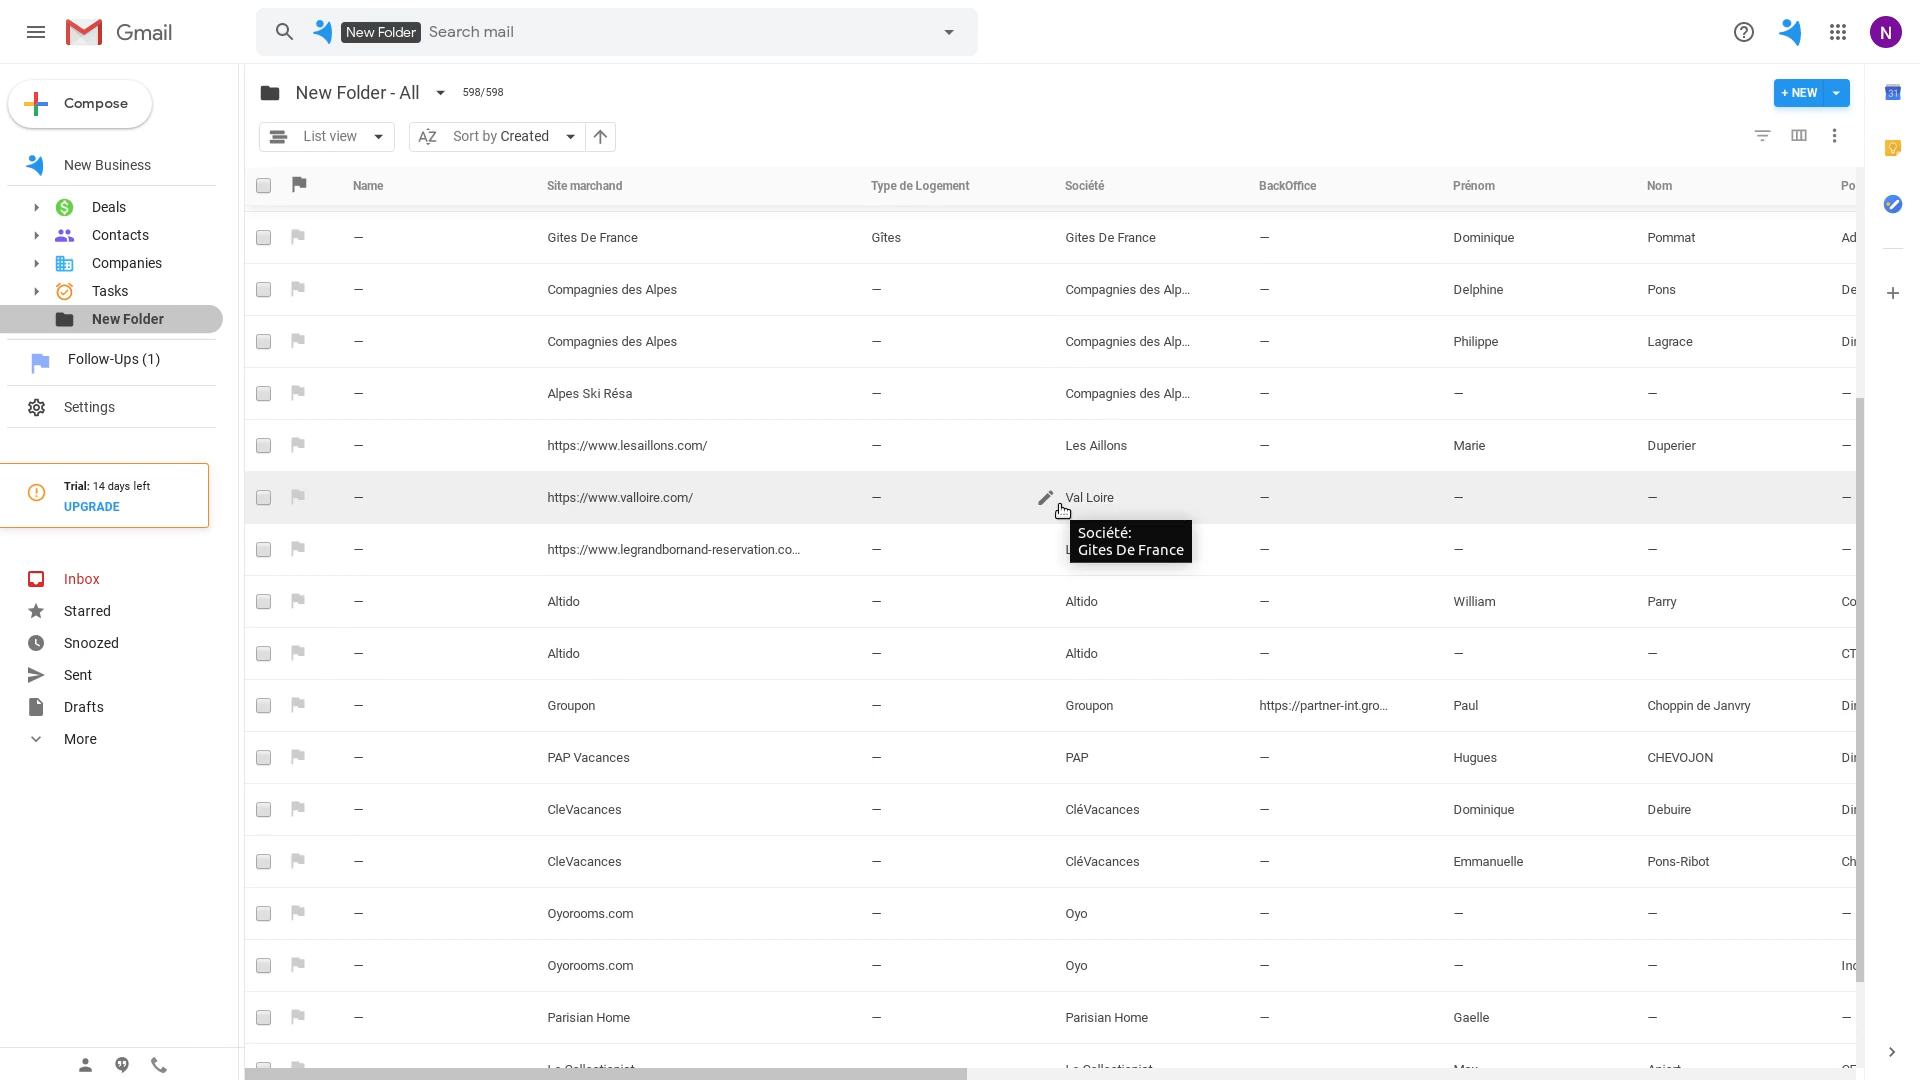 Gmail
New Folder Search mail
N
Compose
New Folder - All 598/598
+ NEW
31
List view
AZ Sort by Created
New Business
Deals
Contacts
Companies
Tasks
New Folder
Follow-Ups (1)
Settings
Trial: 14 days left
UPGRADE
Inbox
Starred
Snoozed
Sent
Drafts
More
Name Site marchand Type de Logement Société BackOffice Prénom Nom Po
— Gites De France Gîtes Gites De France — Dominique Pommat Ad
— Compagnies des Alpes — Compagnies des Alp... — Delphine Pons De
— Compagnies des Alpes — Compagnies des Alp... — Philippe Lagrace Dir
— Alpes Ski Résa — Compagnies des Alp... — — — —
— https://www.lesaillons.com/ — Les Aillons — Marie Duperier —
— https://www.valloire.com/ — Val Loire — — — —
Société:
Gites De France
— https://www.legrandbornand-reservation.co... — L — — — —
— Altido — Altido — William Parry Co
— Altido — Altido — — — CT
— Groupon — Groupon https://partner-int.gro... Paul Choppin de Janvry Dir
— PAP Vacances — PAP — Hugues CHEVOJON Dir
— CleVacances — CléVacances — Dominique Debuire Dir
— CleVacances — CléVacances — Emmanuelle Pons-Ribot Ch
— Oyorooms.com — Oyo — — — —
— Oyorooms.com — Oyo — — — Ind
— Parisian Home — Parisian Home — Gaelle — —